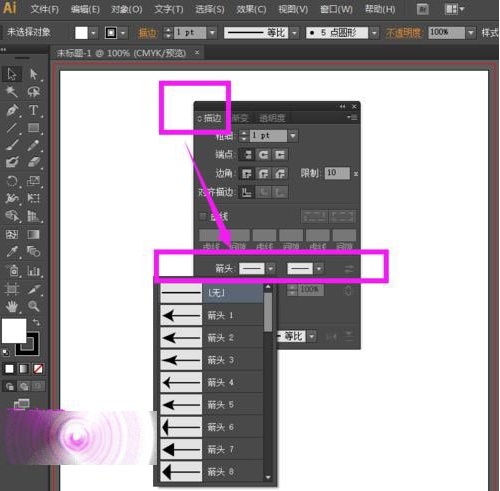 Ai
文件(F) 编辑(E) 对象(O) 文字(T) 选择(S) 效果(C) 视图(V) 窗口(W) 帮助(H) Br
未选择对象 描边: 1 pt 等比 5 点圆形 不透明度: 100% 样式
未标题-1 @ 100% (CMYK/预览) ×
描边 渐变 透明度
粗细: 1 pt
端点:
边角: 限制: 10 x
对齐描边:
虚线
虚线 间隙 虚线 间隙 虚线 间隙
箭头:
[无]
100%
箭头 1
箭头 2
等比
箭头 3
箭头 4
箭头 5
箭头 6
箭头 7
箭头 8